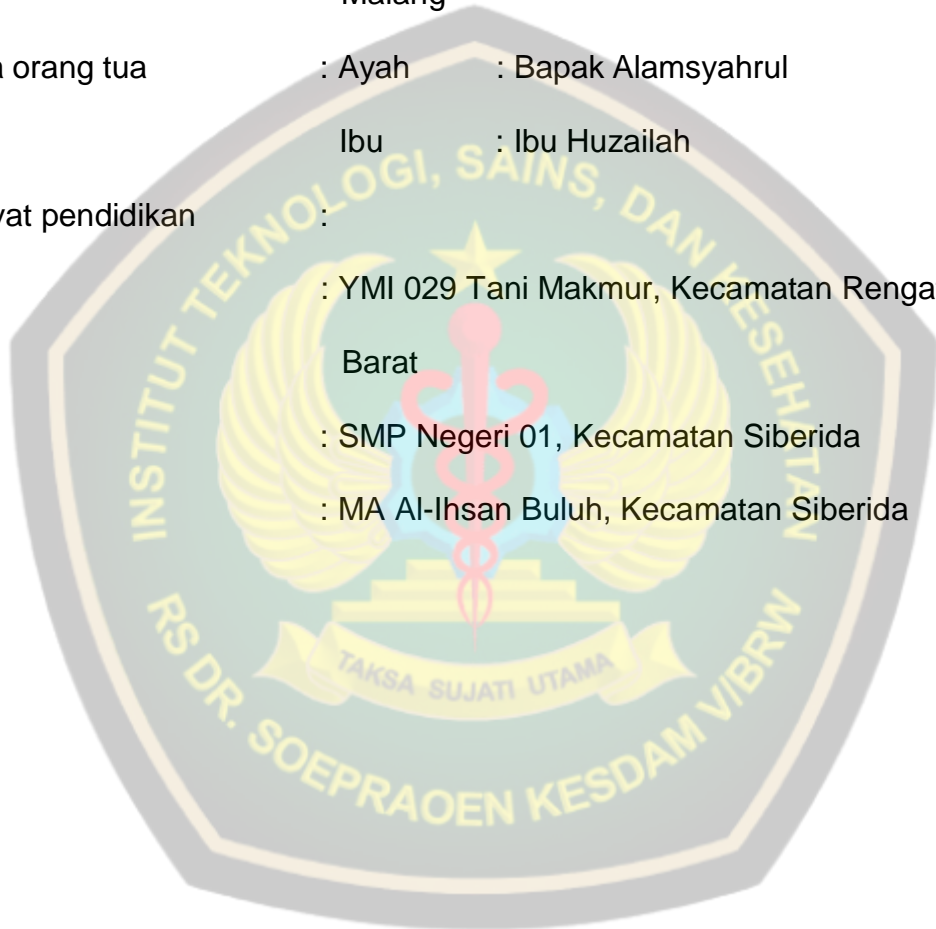 Malang
a orang tua : Ayah : Bapak Alamsyahrul
Ibu : Ibu Huzailah
yat pendidikan :
: YMI 029 Tani Makmur, Kecamatan Renga
Barat
: SMP Negeri 01, Kecamatan Siberida
: MA Al-Ihsan Buluh, Kecamatan Siberida
INSTITUT TEKNOLOGI, SAINS, DAN KESEHATAN
TAKSA SUJATI UTAMA
RS DR. SOEPRAOEN KESDAM V/BRW